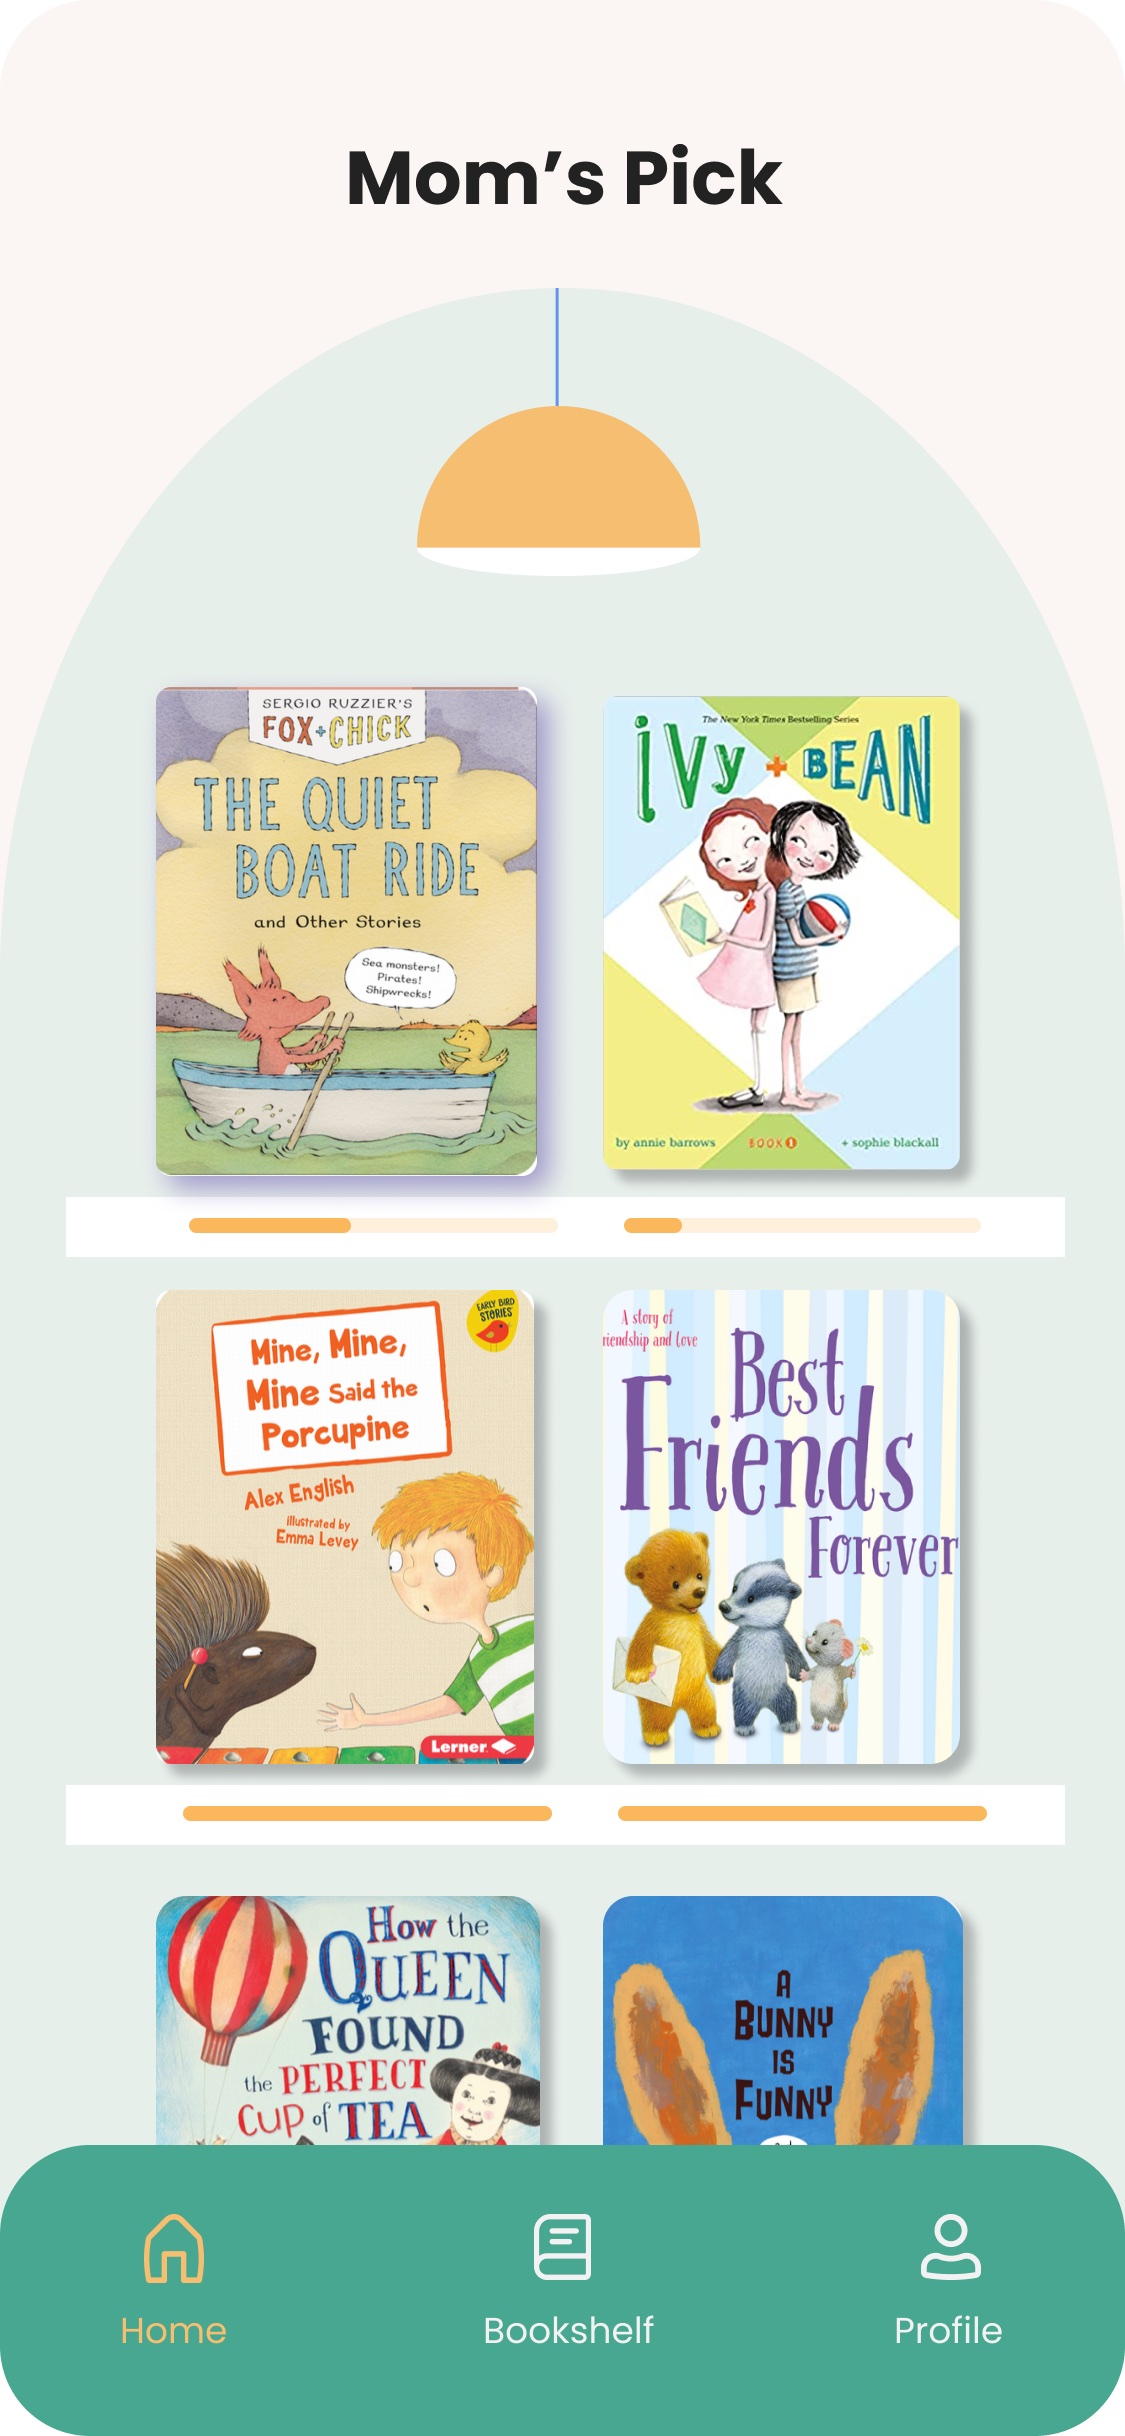 Mom’s Pick
SERGIO RUZZIER'S
FOX + CHICK
THE QUIET
BOAT RIDE
and Other Stories
Sea monsters!
Pirates!
Shipwrecks!
The New York Times Bestselling Series
iVy + BEAN
by annie barrows
BOOK 1
+ sophie blackall
EARLY BIRD
STORIES
Mine, Mine,
Mine Said the
Porcupine
Alex English
illustrated by
Emma Levey
Lerner
A story of
riendship and love
Best
Friends
Forever
How the
QUEEN
FOUND
the PERFECT
CUP of TEA
A
BUNNY
IS
FUNNY
Home
Bookshelf
Profile